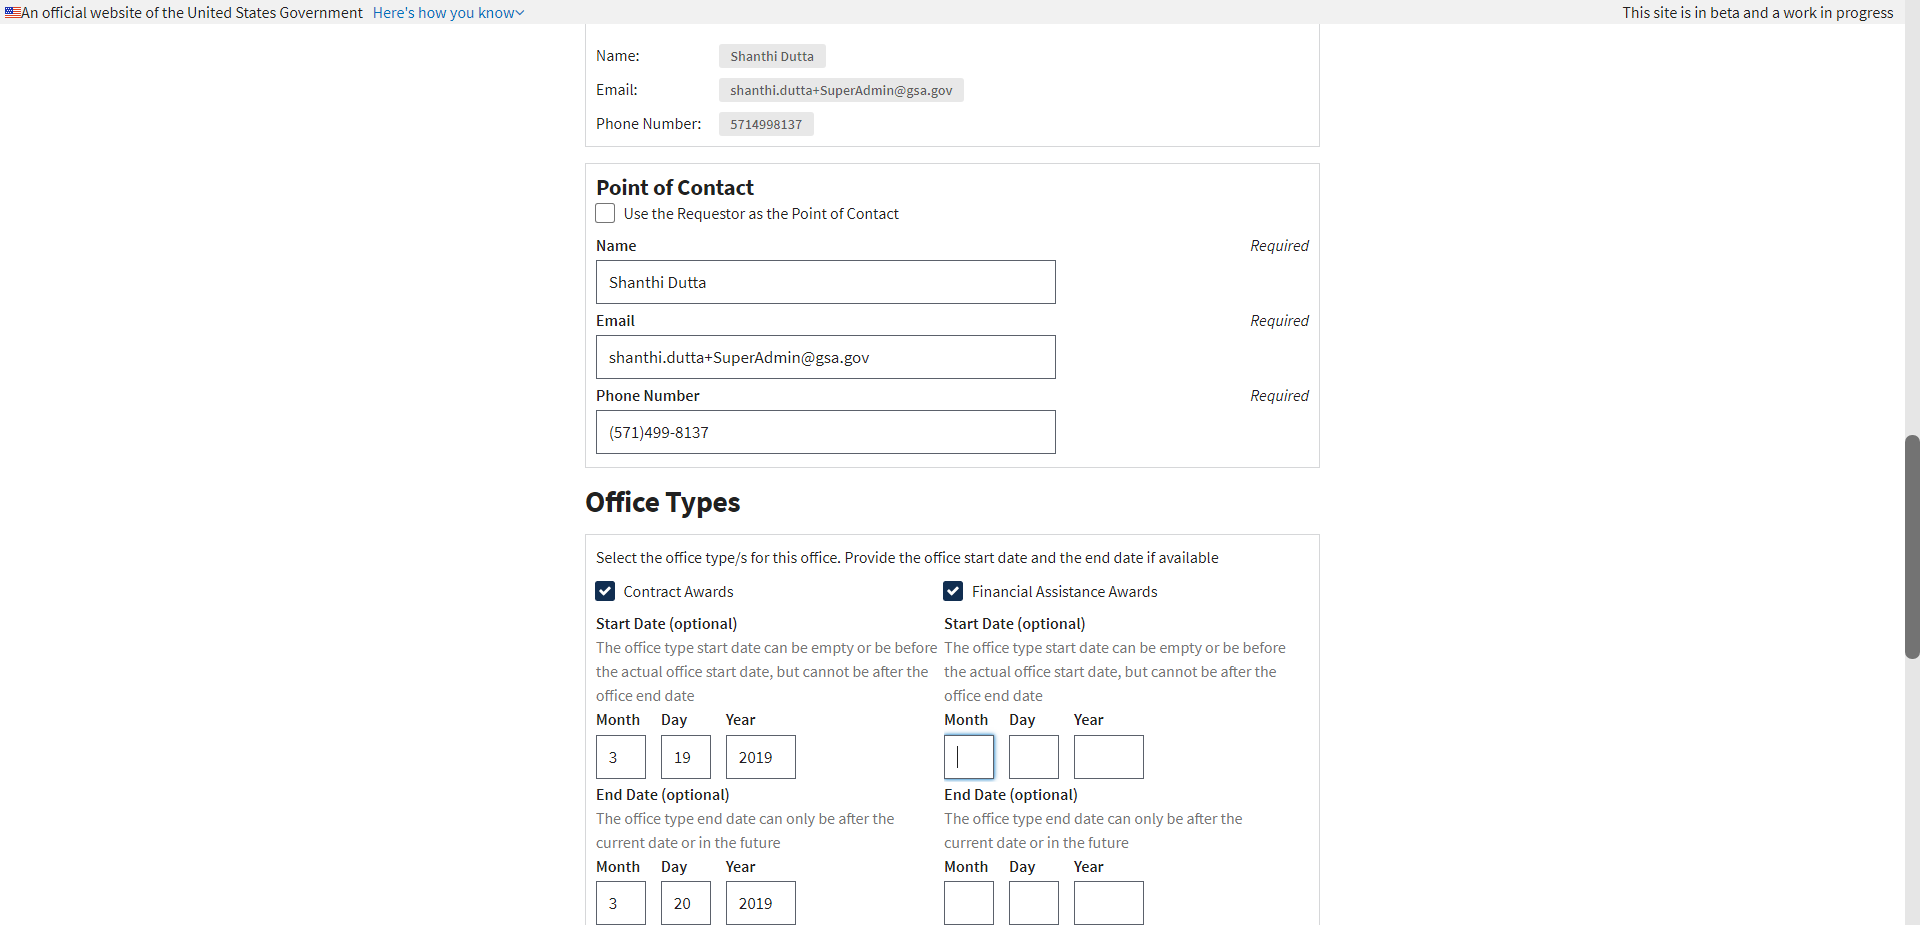 An official website of the United States Government Here's how you know
This site is in beta and a work in progress
Name: Shanthi Dutta
Email: shanthi.dutta+SuperAdmin@gsa.gov
Phone Number: 5714998137
Point of Contact
Use the Requestor as the Point of Contact
Name Required
Shanthi Dutta
Email Required
shanthi.dutta+SuperAdmin@gsa.gov
Phone Number Required
(571)499-8137
Office Types
Select the office type/s for this office. Provide the office start date and the end date if available
Contract Awards
Start Date (optional)
The office type start date can be empty or be before
the actual office start date, but cannot be after the
office end date
Month Day Year
3 19 2019
End Date (optional)
The office type end date can only be after the
current date or in the future
Month Day Year
3 20 2019
Financial Assistance Awards
Start Date (optional)
The office type start date can be empty or be before
the actual office start date, but cannot be after the
office end date
Month Day Year
End Date (optional)
The office type end date can only be after the
current date or in the future
Month Day Year